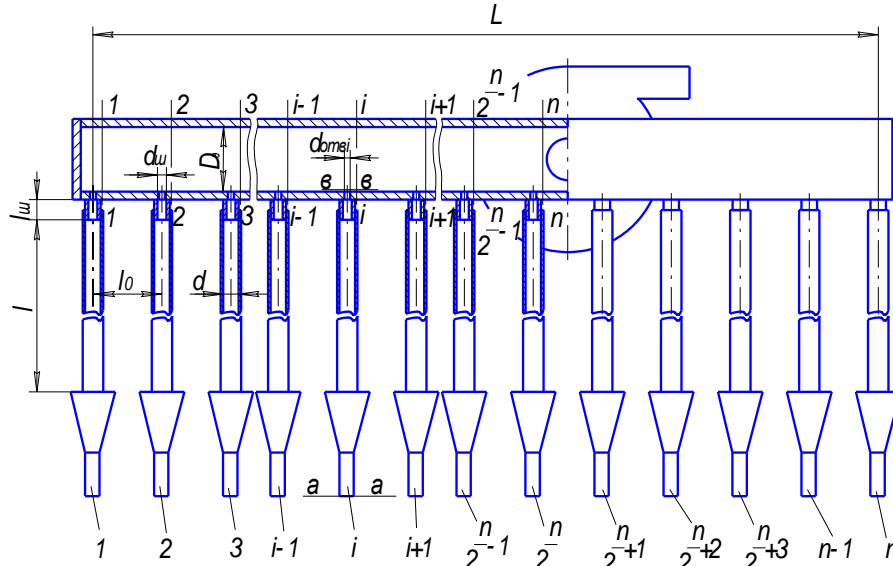 L
1 2 3 i-1 i i+1 n/2-1 n
dш Dв dотвi
в в
lш
1 2 3 i-1 i i+1 n/2-1 n
l l0 d
a a
1 2 3 i-1 i i+1 n/2-1 n/2 n/2+1 n/2+2 n/2+3 n-1 n